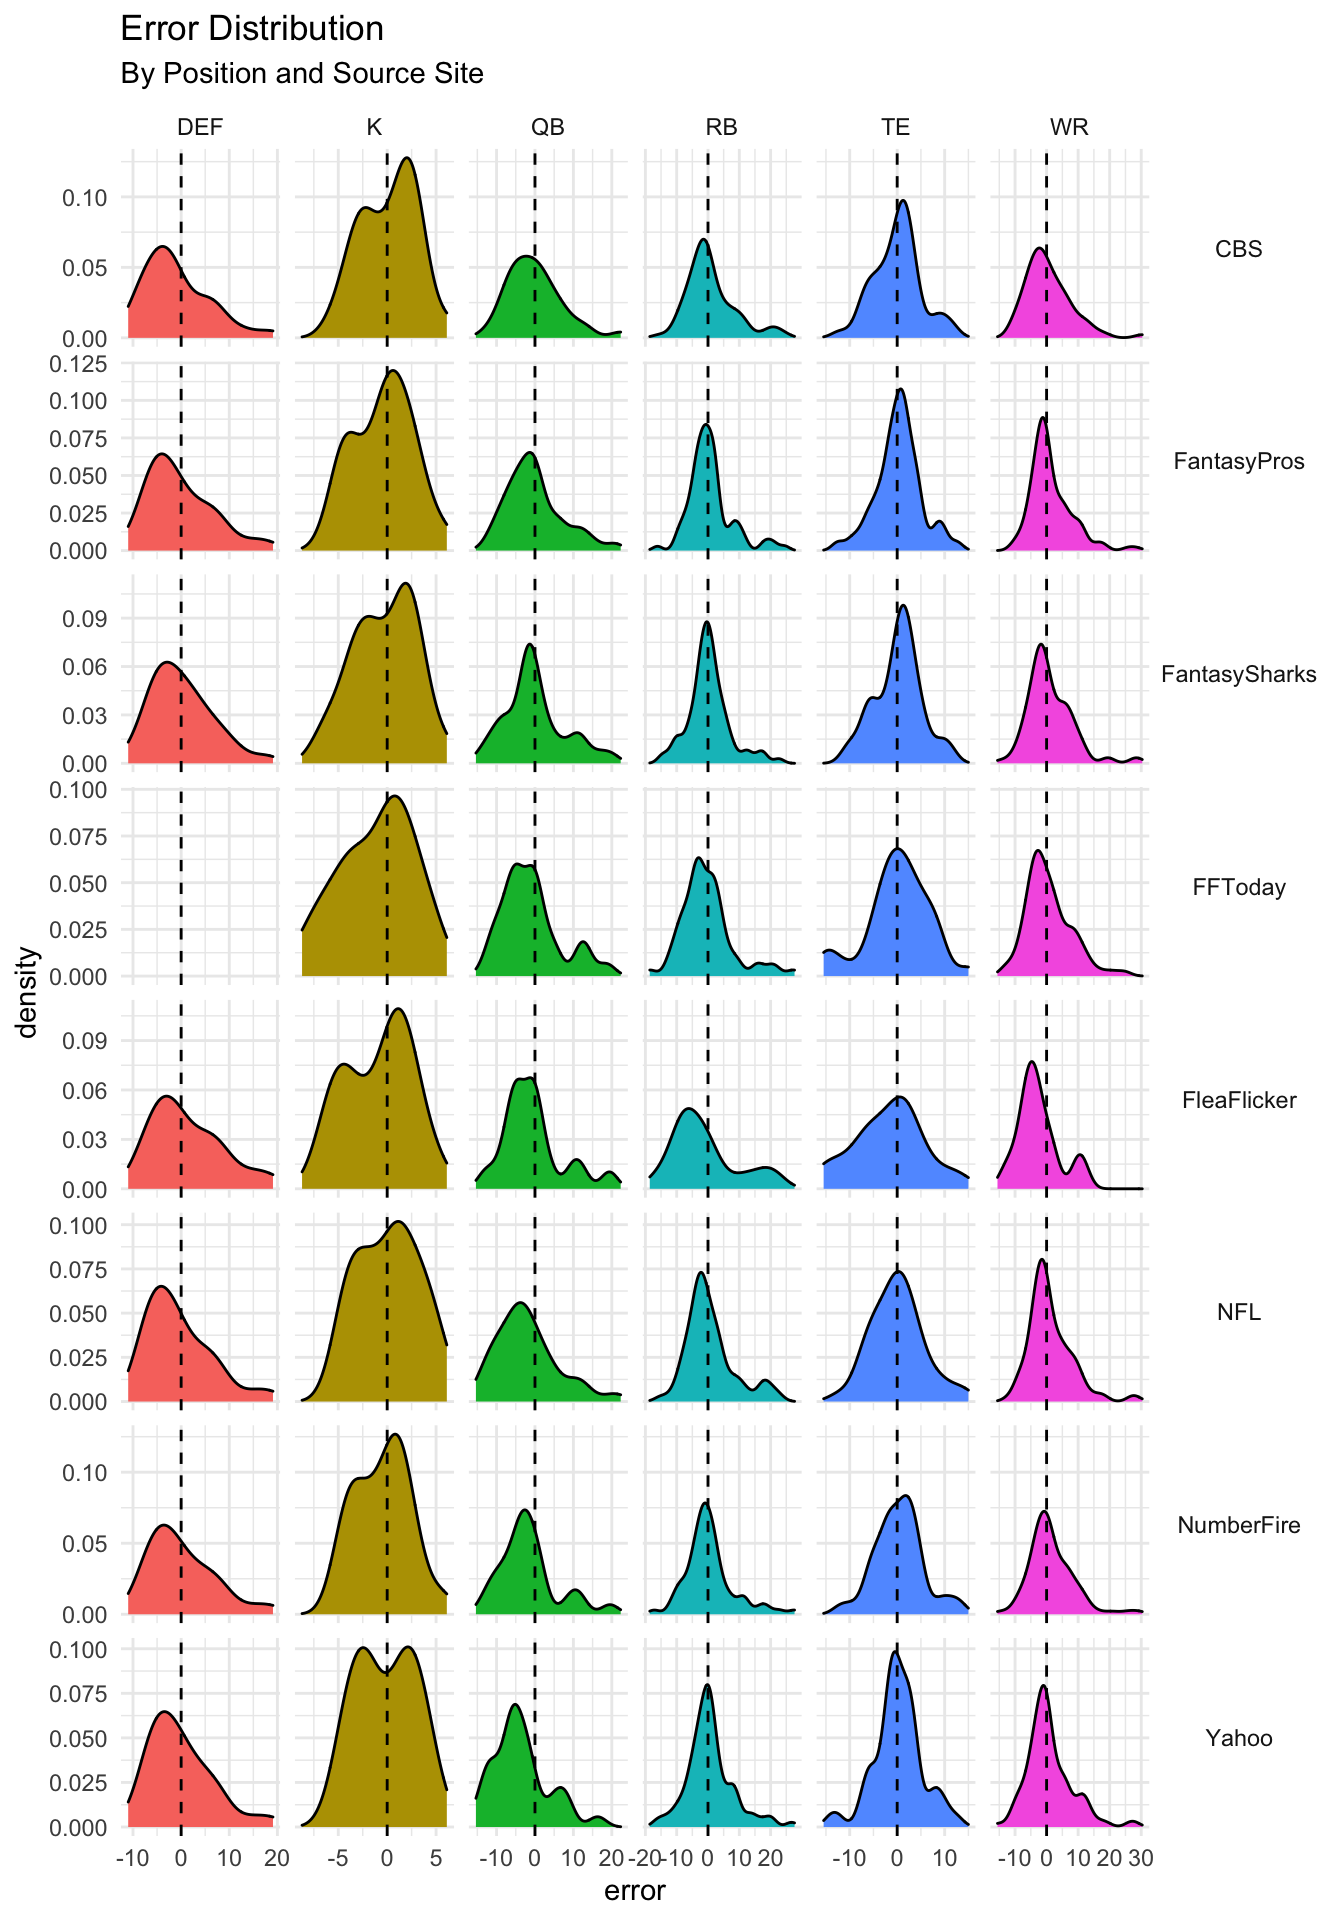 Error Distribution
By Position and Source Site
DEF K QB RB TE WR
0.10
0.05
0.00
CBS
0.125
0.100
0.075
0.050
0.025
0.000
FantasyPros
0.09
0.06
0.03
0.00
FantasySharks
0.100
0.075
0.050
0.025
0.000
FFToday
density
0.09
0.06
0.03
0.00
FleaFlicker
0.100
0.075
0.050
0.025
0.000
NFL
0.10
0.05
0.00
NumberFire
0.100
0.075
0.050
0.025
0.000
Yahoo
-10 0 10 20 -5 0 5 -10 0 10 20 -20 -10 0 10 20 -10 0 10 -10 0 10 20 30
error